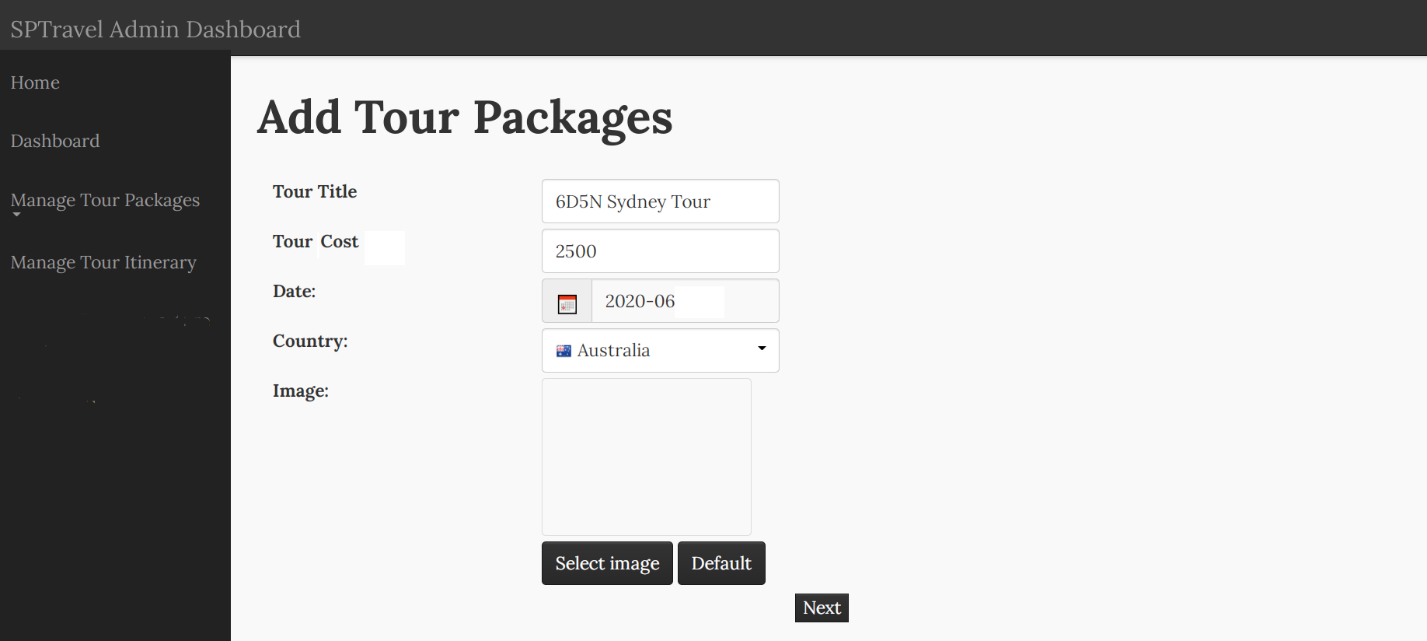 SPTravel Admin Dashboard
Home
Dashboard
Manage Tour Packages
Manage Tour Itinerary
Add Tour Packages
Tour Title
6D5N Sydney Tour
Tour Cost
2500
Date:
2020-06
Country:
Australia
Image:
Select image Default
Next